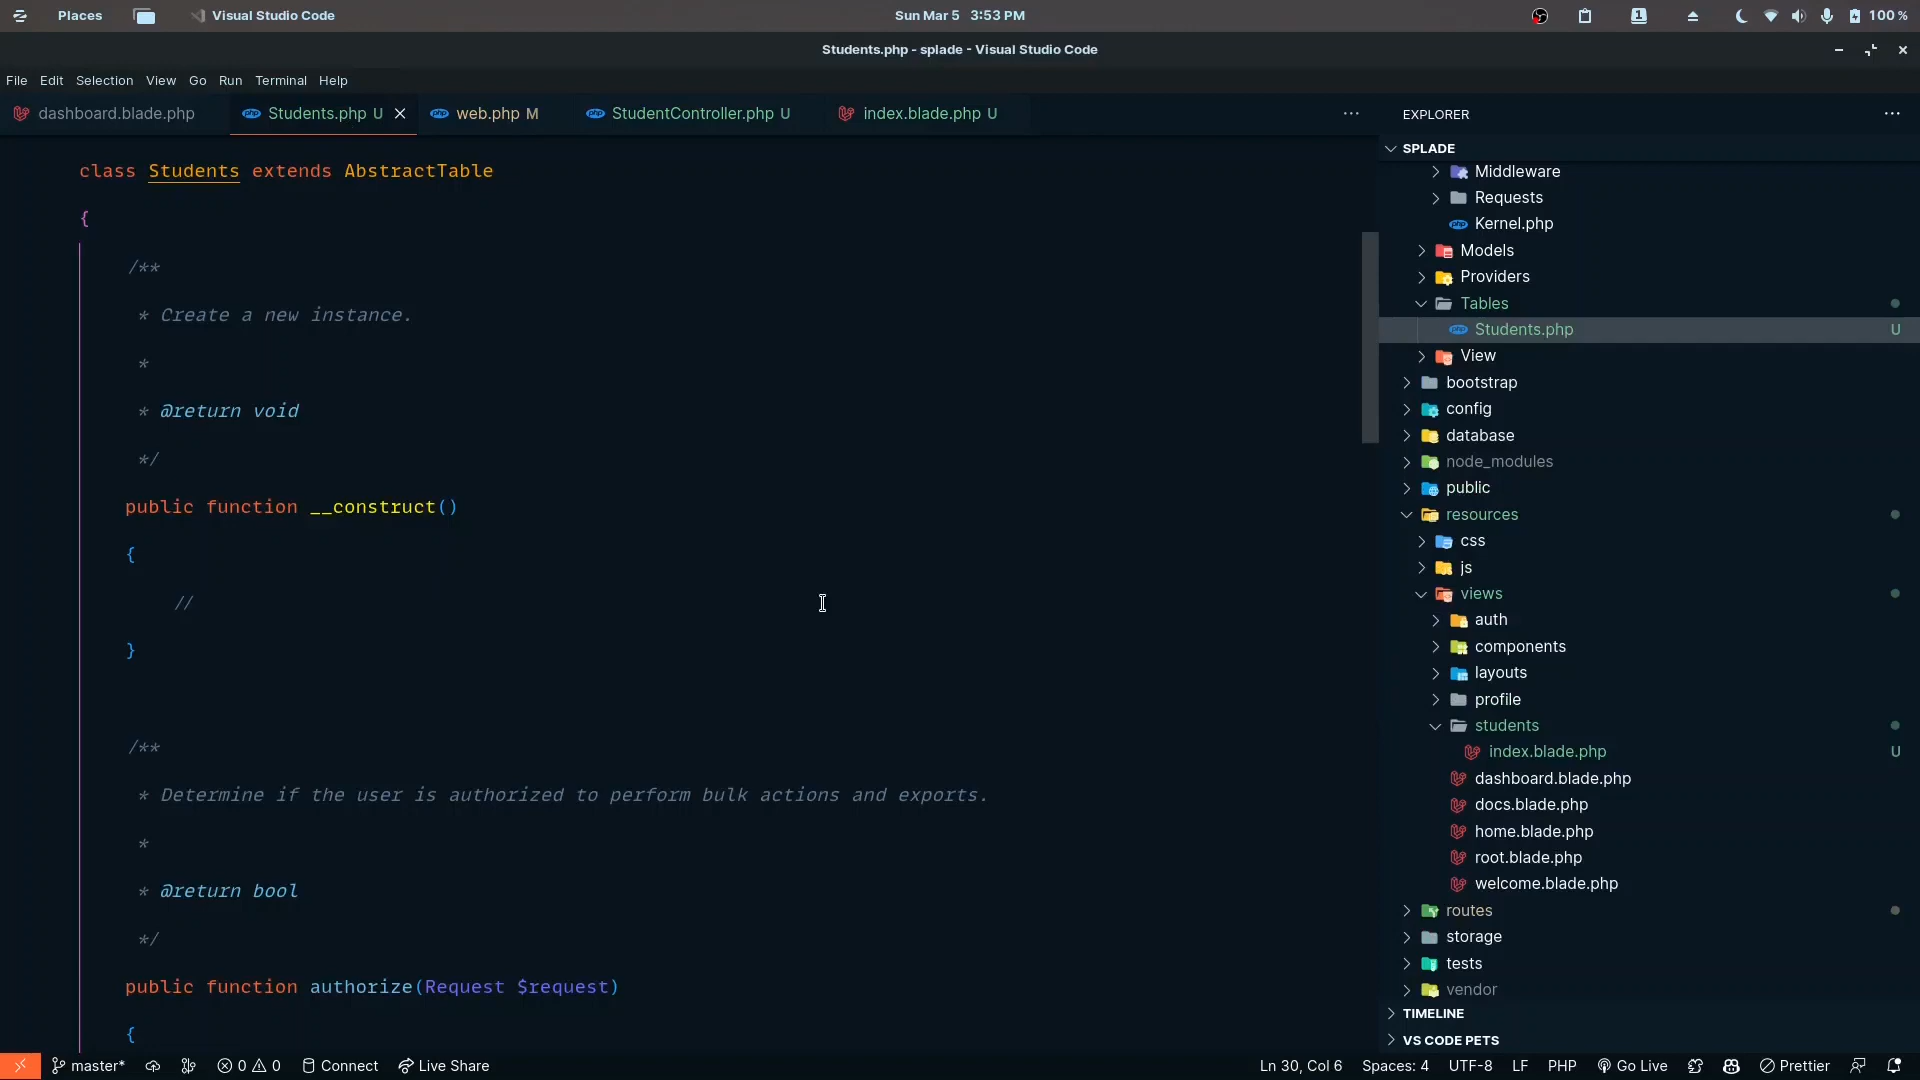 Places
Visual Studio Code
Sun Mar 5 3:53 PM
1
100 %
Students.php - splade - Visual Studio Code
File Edit Selection View Go Run Terminal Help
dashboard.blade.php
php Students.php U
php web.php M
php StudentController.php U
index.blade.php U
class Students extends AbstractTable
{
/**
* Create a new instance.
*
* @return void
*/
public function __construct()
{
//
}
/**
* Determine if the user is authorized to perform bulk actions and exports.
*
* @return bool
*/
public function authorize(Request $request)
{
EXPLORER
SPLADE
Middleware
Requests
php Kernel.php
Models
Providers
Tables
php Students.php U
View
bootstrap
config
database
node_modules
public
resources
css
js
views
auth
components
layouts
profile
students
index.blade.php U
dashboard.blade.php
docs.blade.php
home.blade.php
root.blade.php
welcome.blade.php
routes
storage
tests
vendor
TIMELINE
VS CODE PETS
master* 0 0 Connect Live Share
Ln 30, Col 6 Spaces: 4 UTF-8 LF PHP Go Live Prettier